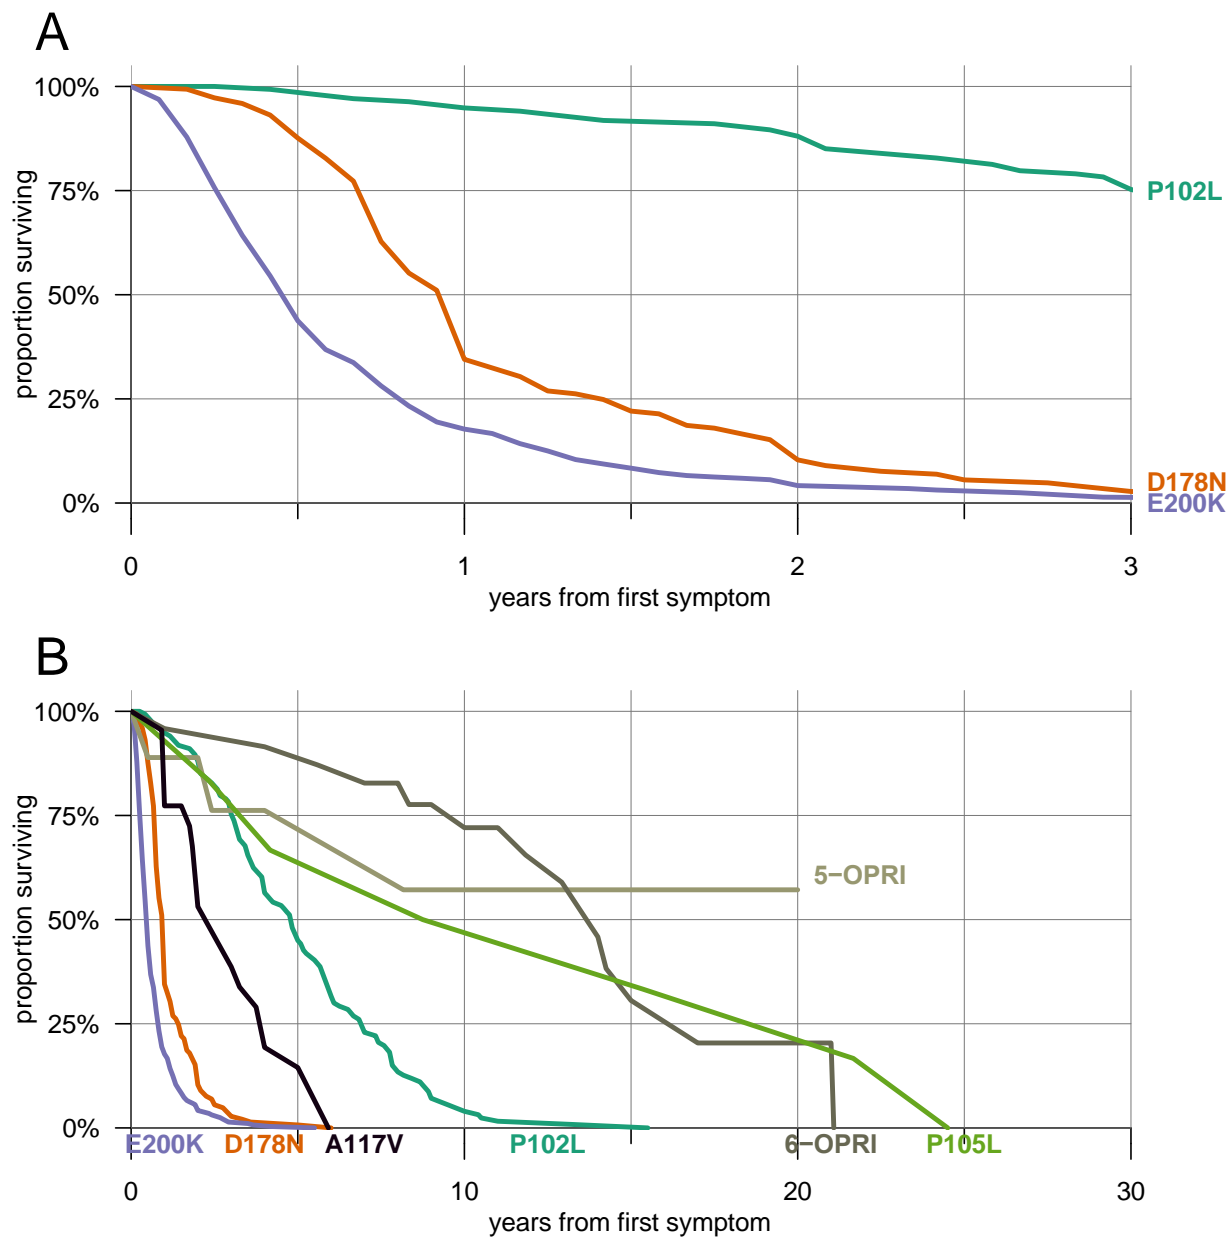 A
100%
75%
50%
25%
0%
proportion surviving
P102L
D178N
E200K
0 1 2 3
years from first symptom
B
100%
75%
50%
25%
0%
proportion surviving
5−OPRI
E200K D178N A117V P102L 6−OPRI P105L
0 10 20 30
years from first symptom